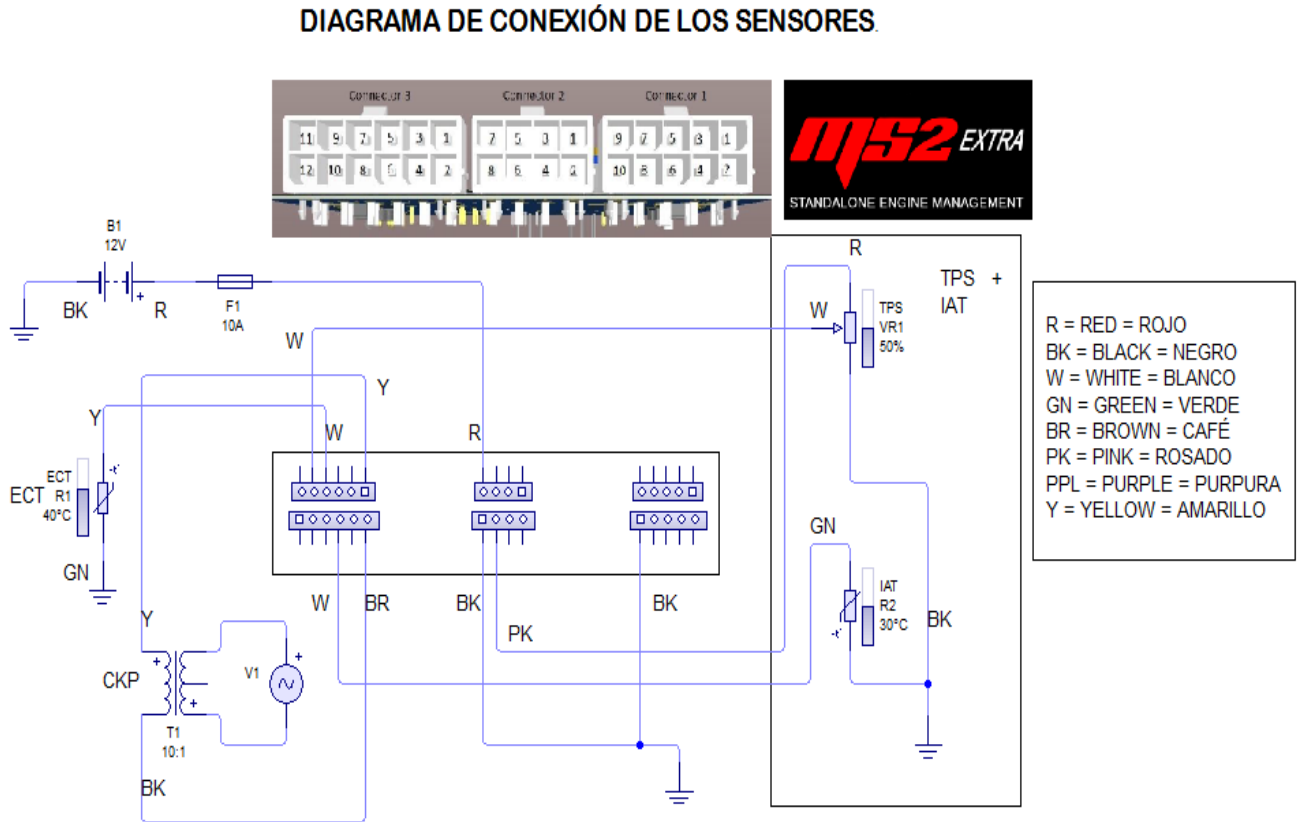 DIAGRAMA DE CONEXIÓN DE LOS SENSORES.
Connector 3
Connector 2
Connector 1
11 9 7 5 3 1
7 5 3 1
9 7 5 3 1
12 10 8 6 4 2
8 6 4 2
10 8 6 4 2
MS2 EXTRA
STANDALONE ENGINE MANAGEMENT
B1
12V
BK
R
F1
10A
R
TPS +
IAT
W
TPS
VR1
50%
W
Y
Y
W
R
ECT
ECT
R1
40°C
-t°
GN
GN
W
BR
BK
PK
BK
IAT
R2
30°C
-t°
BK
Y
CKP
V1
T1
10:1
BK
R = RED = ROJO
BK = BLACK = NEGRO
W = WHITE = BLANCO
GN = GREEN = VERDE
BR = BROWN = CAFÉ
PK = PINK = ROSADO
PPL = PURPLE = PURPURA
Y = YELLOW = AMARILLO